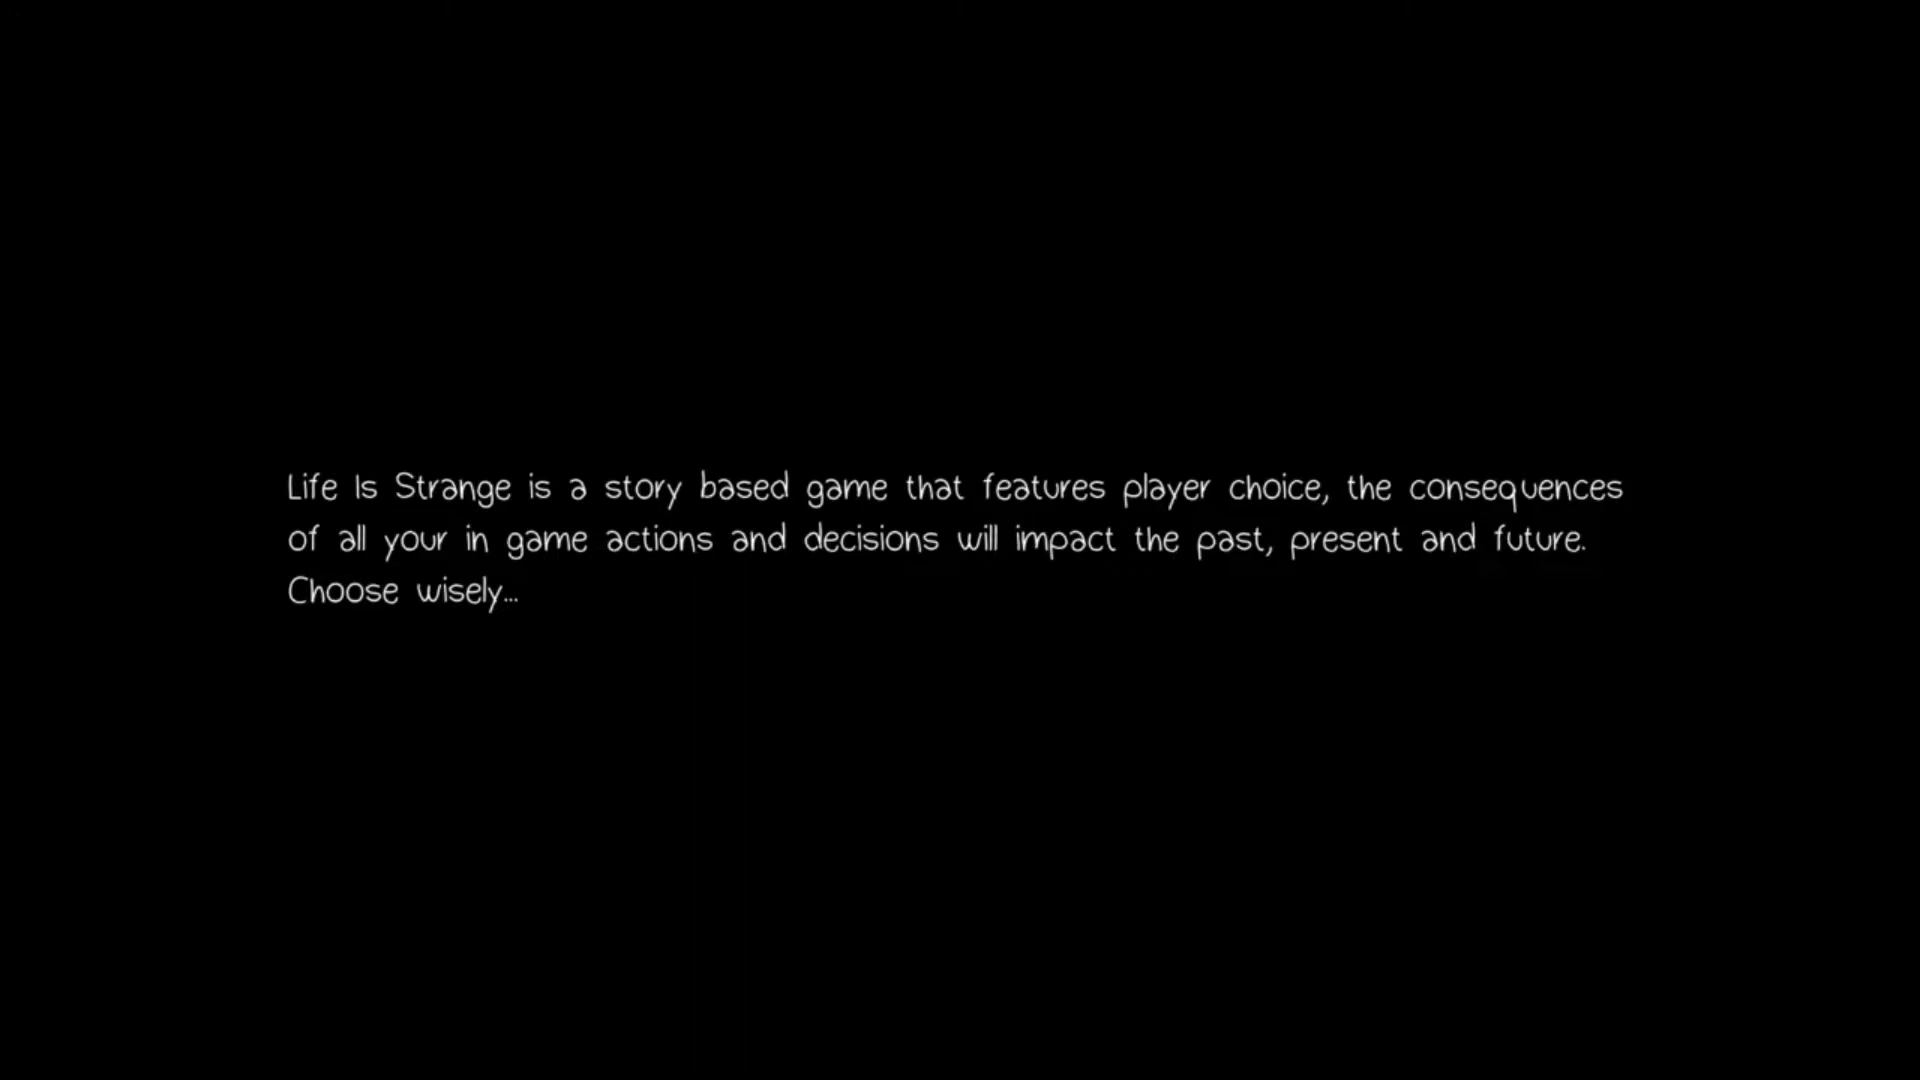 Life Is Strange is a story based game that features player choice, the consequences
of all your in game actions and decisions will impact the past, present and future.
Choose wisely...